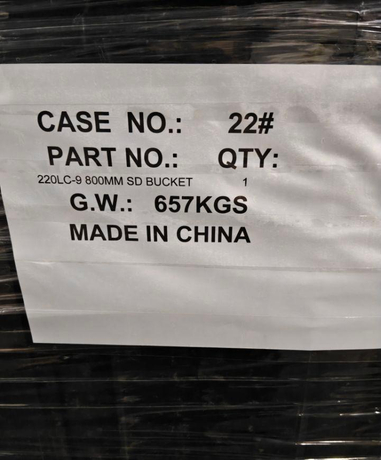 CASE NO.: 22#
PART NO.: QTY:
220LC-9 800MM SD BUCKET 1
G.W.: 657KGS
MADE IN CHINA